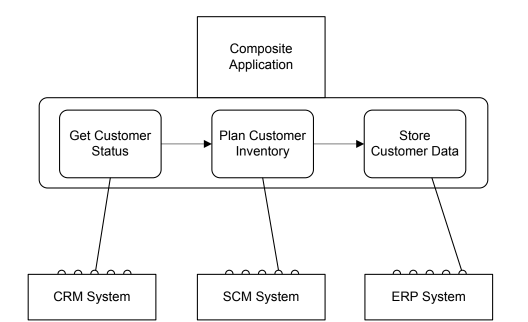 Composite
Application
Get Customer
Status
Plan Customer
Inventory
Store
Customer Data
CRM System
SCM System
ERP System